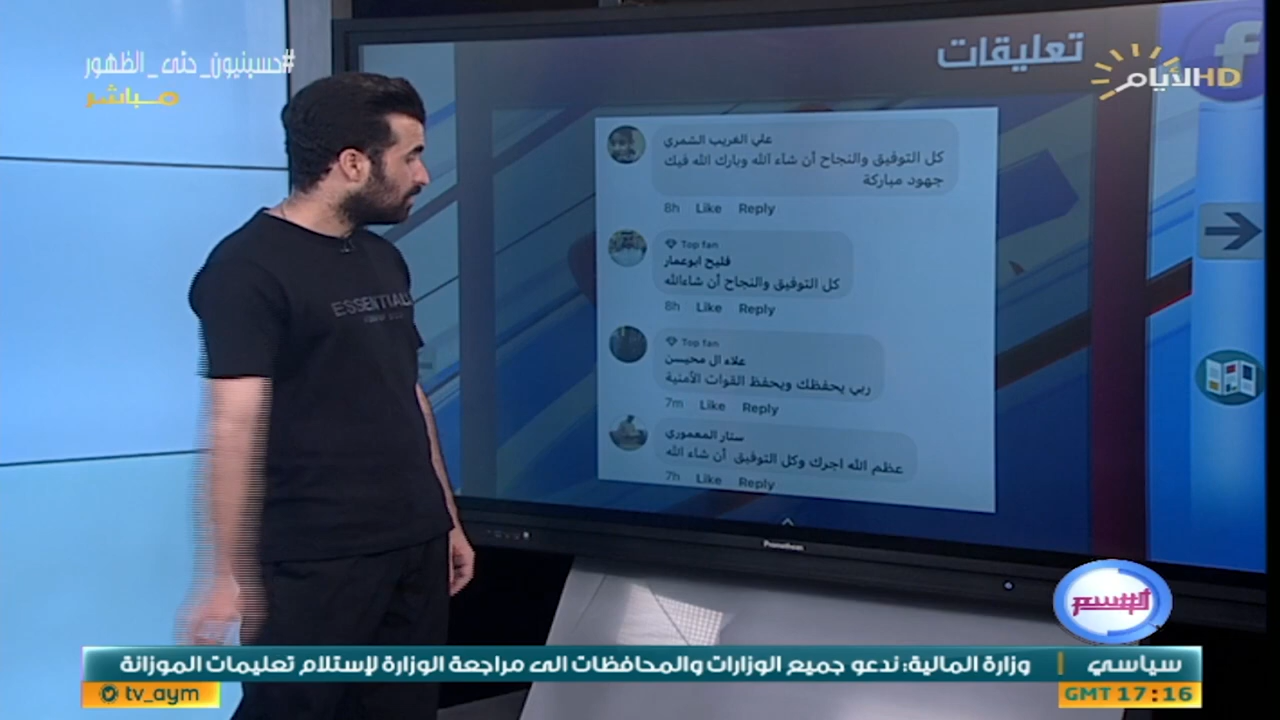 #حسينيون_حتى_الظهور
مباشر
تعليقات
الأيام HD
علي الغريب الشمري
كل التوفيق والنجاح أن شاء الله وبارك الله فيك
جهود مباركة
8h Like Reply
Top fan
فليح ابوعمار
كل التوفيق والنجاح أن شاءالله
8h Like Reply
Top fan
علاء ال محيسن
ربي يحفظك ويحفظ القوات الأمنية
7m Like Reply
ستار المعموري
عظم الله اجرك وكل التوفيق أن شاء الله
7h Like Reply
ESSENTIALS
Promethean
سياسي | وزارة المالية: ندعو جميع الوزارات والمحافظات الى مراجعة الوزارة لإستلام تعليمات الموزانة
tv_aym
GMT 17:16